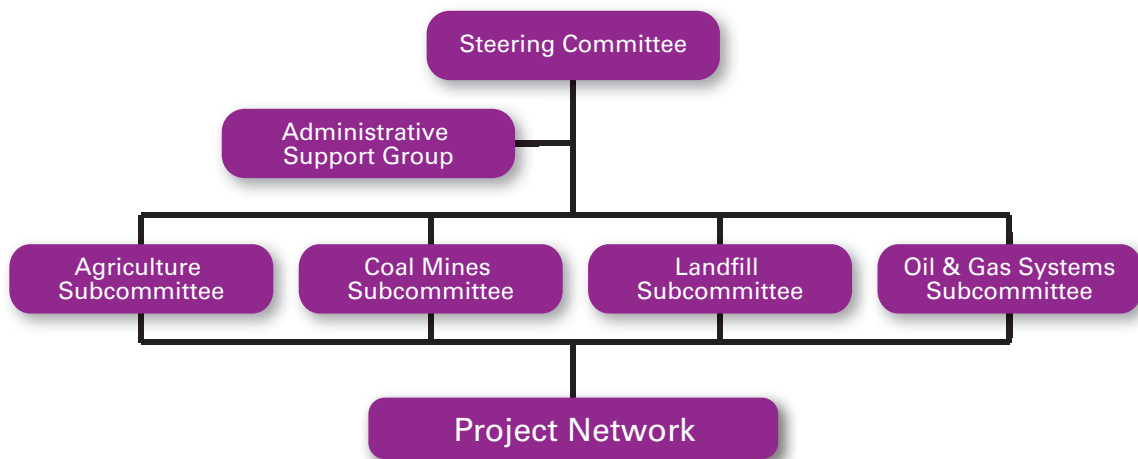 Steering Committee
Administrative
Support Group
Agriculture
Subcommittee
Coal Mines
Subcommittee
Landfill
Subcommittee
Oil & Gas Systems
Subcommittee
Project Network